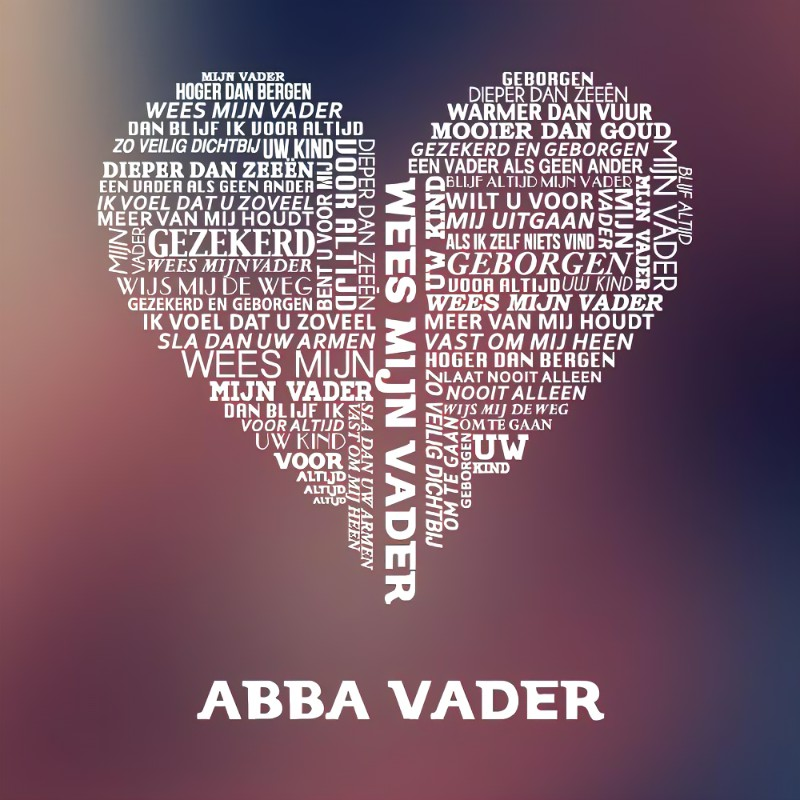 MIJN VADER
HOGER DAN BERGEN
WEES MIJN VADER
DAN BLIJF IK VOOR ALTIJD
ZO VEILIG DICHTBIJ
UW KIND
DIEPER DAN ZEEËN
EEN VADER ALS GEEN ANDER
IK VOEL DAT U ZOVEEL
MEER VAN MIJ HOUDT
MIJN
VADER
GEZEKERD
WEES MIJN VADER
WIJS MIJ DE WEG
GEZEKERD EN GEBORGEN
BENT U VOOR MIJ
VOOR ALTIJD
DIEPER DAN ZEEËN
IK VOEL DAT U ZOVEEL
SLA DAN UW ARMEN
WEES MIJN
MIJN VADER
DAN BLIJF IK
VOOR ALTIJD
UW KIND
VOOR
ALTIJD
ALTIJD
ALTIJD
VAST OM MIJ HEEN
SLA DAN UW ARMEN
WEES MIJN VADER
GEBORGEN
DIEPER DAN ZEEËN
WARMER DAN VUUR
MOOIER DAN GOUD
GEZEKERD EN GEBORGEN
EEN VADER ALS GEEN ANDER
BLIJF ALTIJD MIJN VADER
UW KIND
WILT U VOOR
MIJ UITGAAN
ALS IK ZELF NIETS VIND
GEBORGEN
VOOR ALTIJD
UW KIND
VADER
MIJN
MIJN VADER
MIJN VADER
BLIJF ALTIJD
WEES MIJN VADER
MEER VAN MIJ HOUDT
VAST OM MIJ HEEN
HOGER DAN BERGEN
LAAT NOOIT ALLEEN
NOOIT ALLEEN
WIJS MIJ DE WEG
OM TE GAAN
ZO VEILIG DICHTBIJ
OM TE GAAN
GEBORGEN
UW
KIND
ABBA VADER